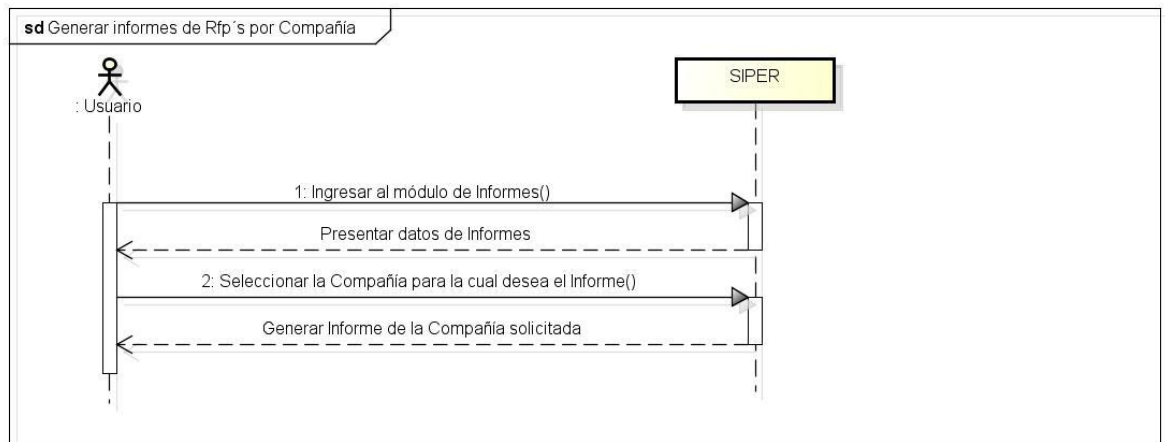 sd Generar informes de Rfp´s por Compañía
: Usuario
SIPER
1: Ingresar al módulo de Informes()
Presentar datos de Informes
2: Seleccionar la Compañía para la cual desea el Informe()
Generar Informe de la Compañía solicitada